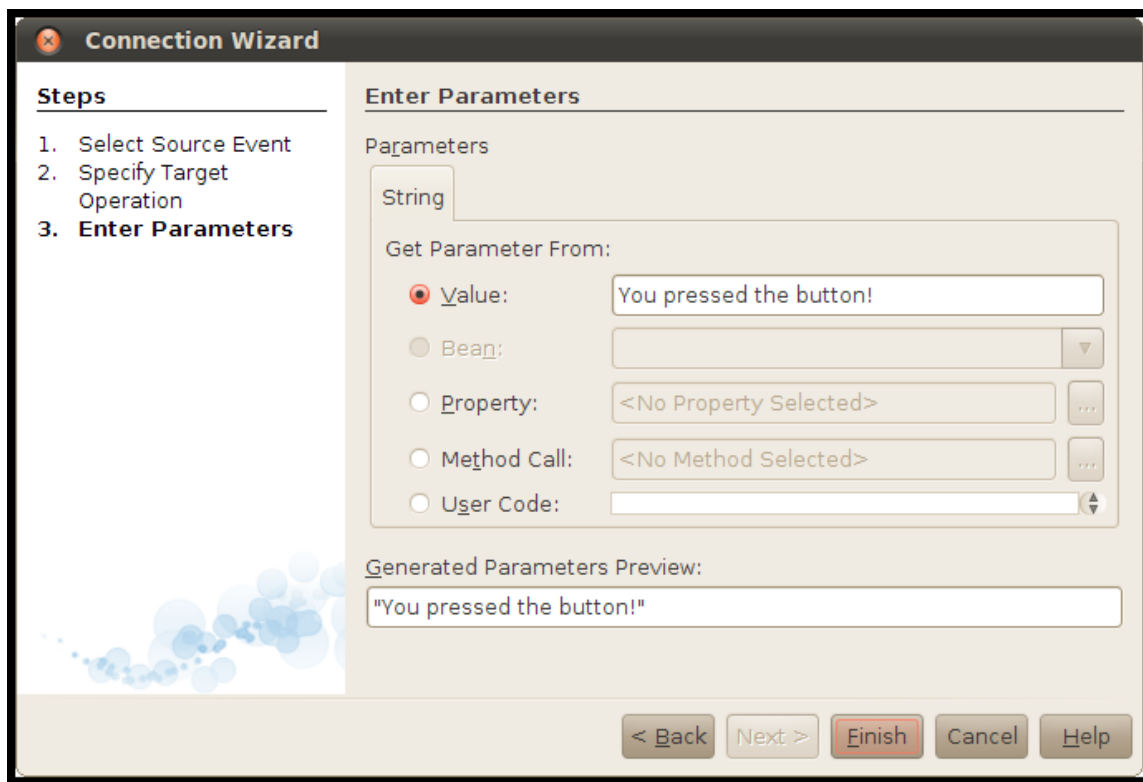 Connection Wizard
Steps
1. Select Source Event
2. Specify Target
Operation
3. Enter Parameters
Enter Parameters
Parameters
String
Get Parameter From:
Value: You pressed the button!
Bean:
Property: <No Property Selected> ...
Method Call: <No Method Selected> ...
User Code:
Generated Parameters Preview:
"You pressed the button!"
< Back Next > Finish Cancel Help